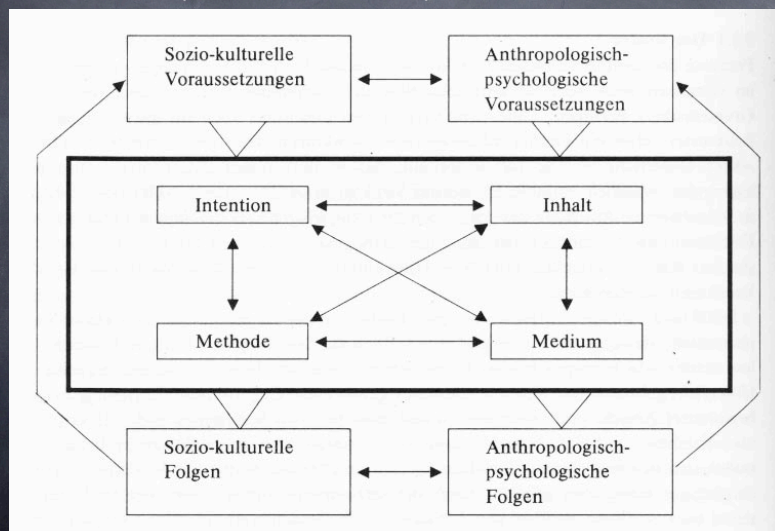 Sozio-kulturelle
Voraussetzungen
Anthropologisch-
psychologische
Voraussetzungen
Intention
Inhalt
Methode
Medium
Sozio-kulturelle
Folgen
Anthropologisch-
psychologische
Folgen